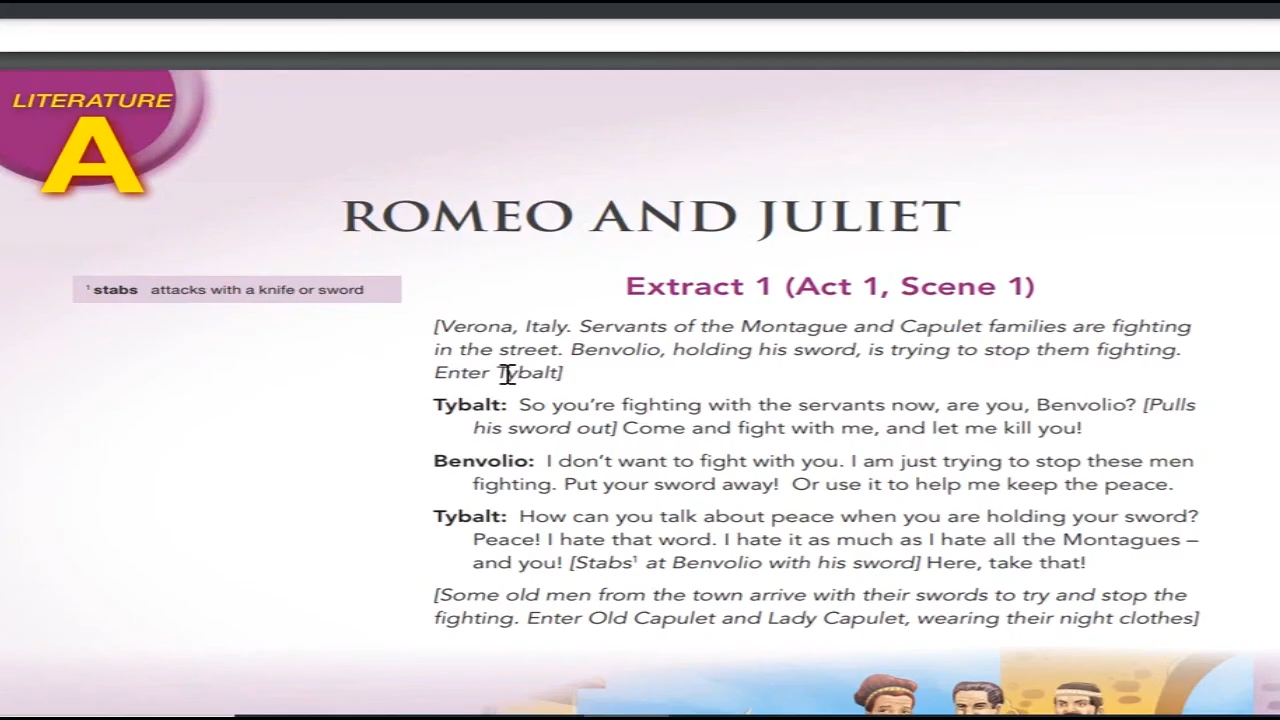 LITERATURE
A
ROMEO AND JULIET
¹ stabs attacks with a knife or sword
Extract 1 (Act 1, Scene 1)
[Verona, Italy. Servants of the Montague and Capulet families are fighting
in the street. Benvolio, holding his sword, is trying to stop them fighting.
Enter Tybalt]
Tybalt: So you're fighting with the servants now, are you, Benvolio? [Pulls
his sword out] Come and fight with me, and let me kill you!
Benvolio: I don't want to fight with you. I am just trying to stop these men
fighting. Put your sword away! Or use it to help me keep the peace.
Tybalt: How can you talk about peace when you are holding your sword?
Peace! I hate that word. I hate it as much as I hate all the Montagues –
and you! [Stabs¹ at Benvolio with his sword] Here, take that!
[Some old men from the town arrive with their swords to try and stop the
fighting. Enter Old Capulet and Lady Capulet, wearing their night clothes]